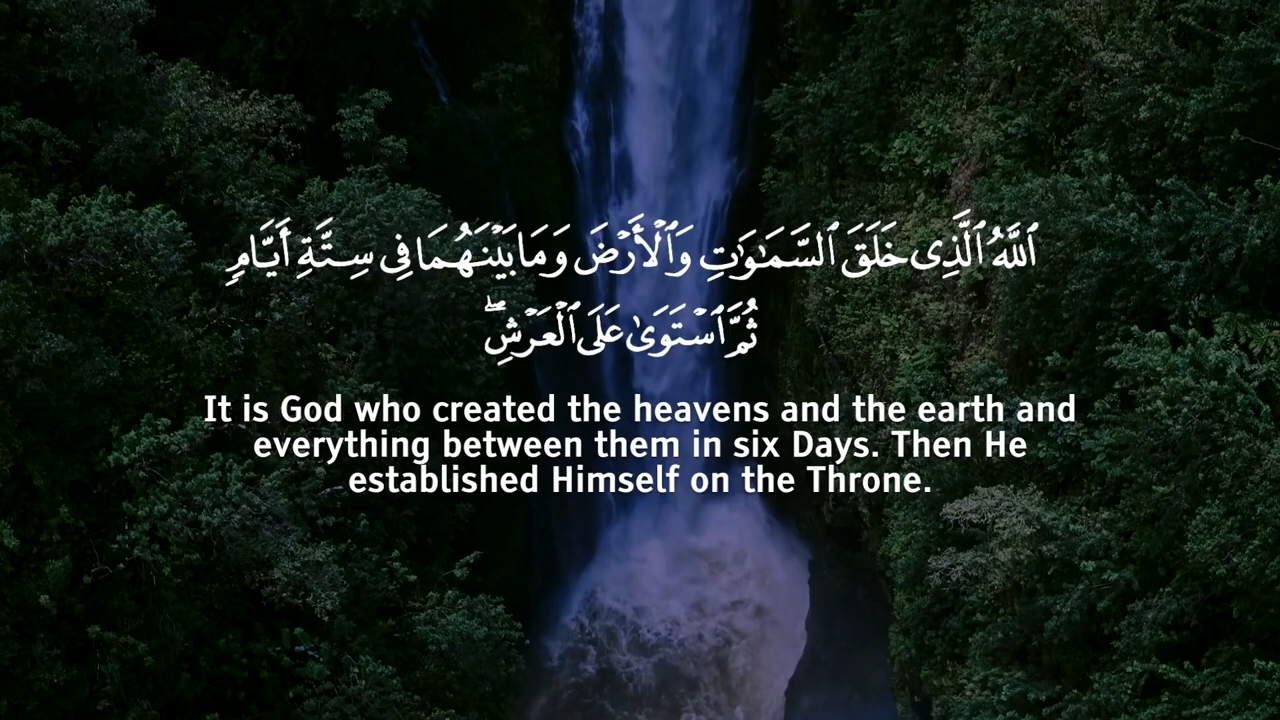 ٱللَّهُ ٱلَّذِى خَلَقَ ٱلسَّمَـٰوَٰتِ وَٱلْأَرْضَ وَمَا بَيْنَهُمَا فِى سِتَّةِ أَيَّامٍ
ثُمَّ ٱسْتَوَىٰ عَلَى ٱلْعَرْشِ ۖ
It is God who created the heavens and the earth and
everything between them in six Days. Then He
established Himself on the Throne.